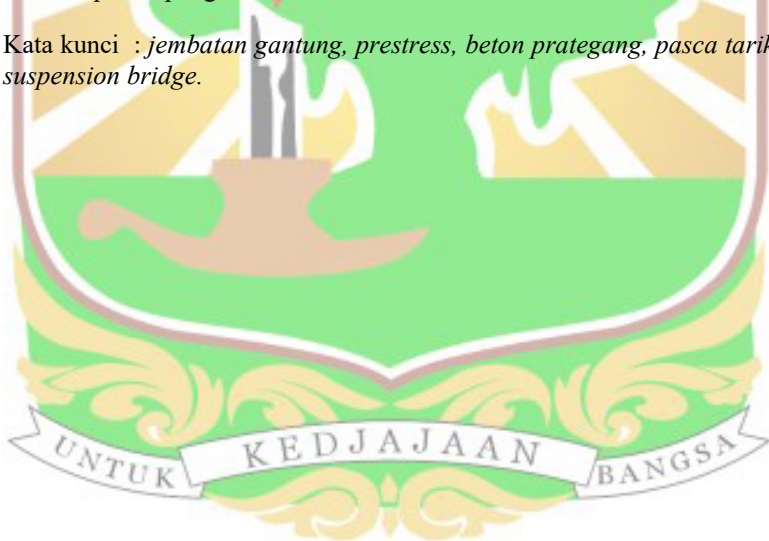 Kata kunci : jembatan gantung, prestress, beton prategang, pasca tarik
suspension bridge.
UNTUK KEDJAJAAN BANGSA